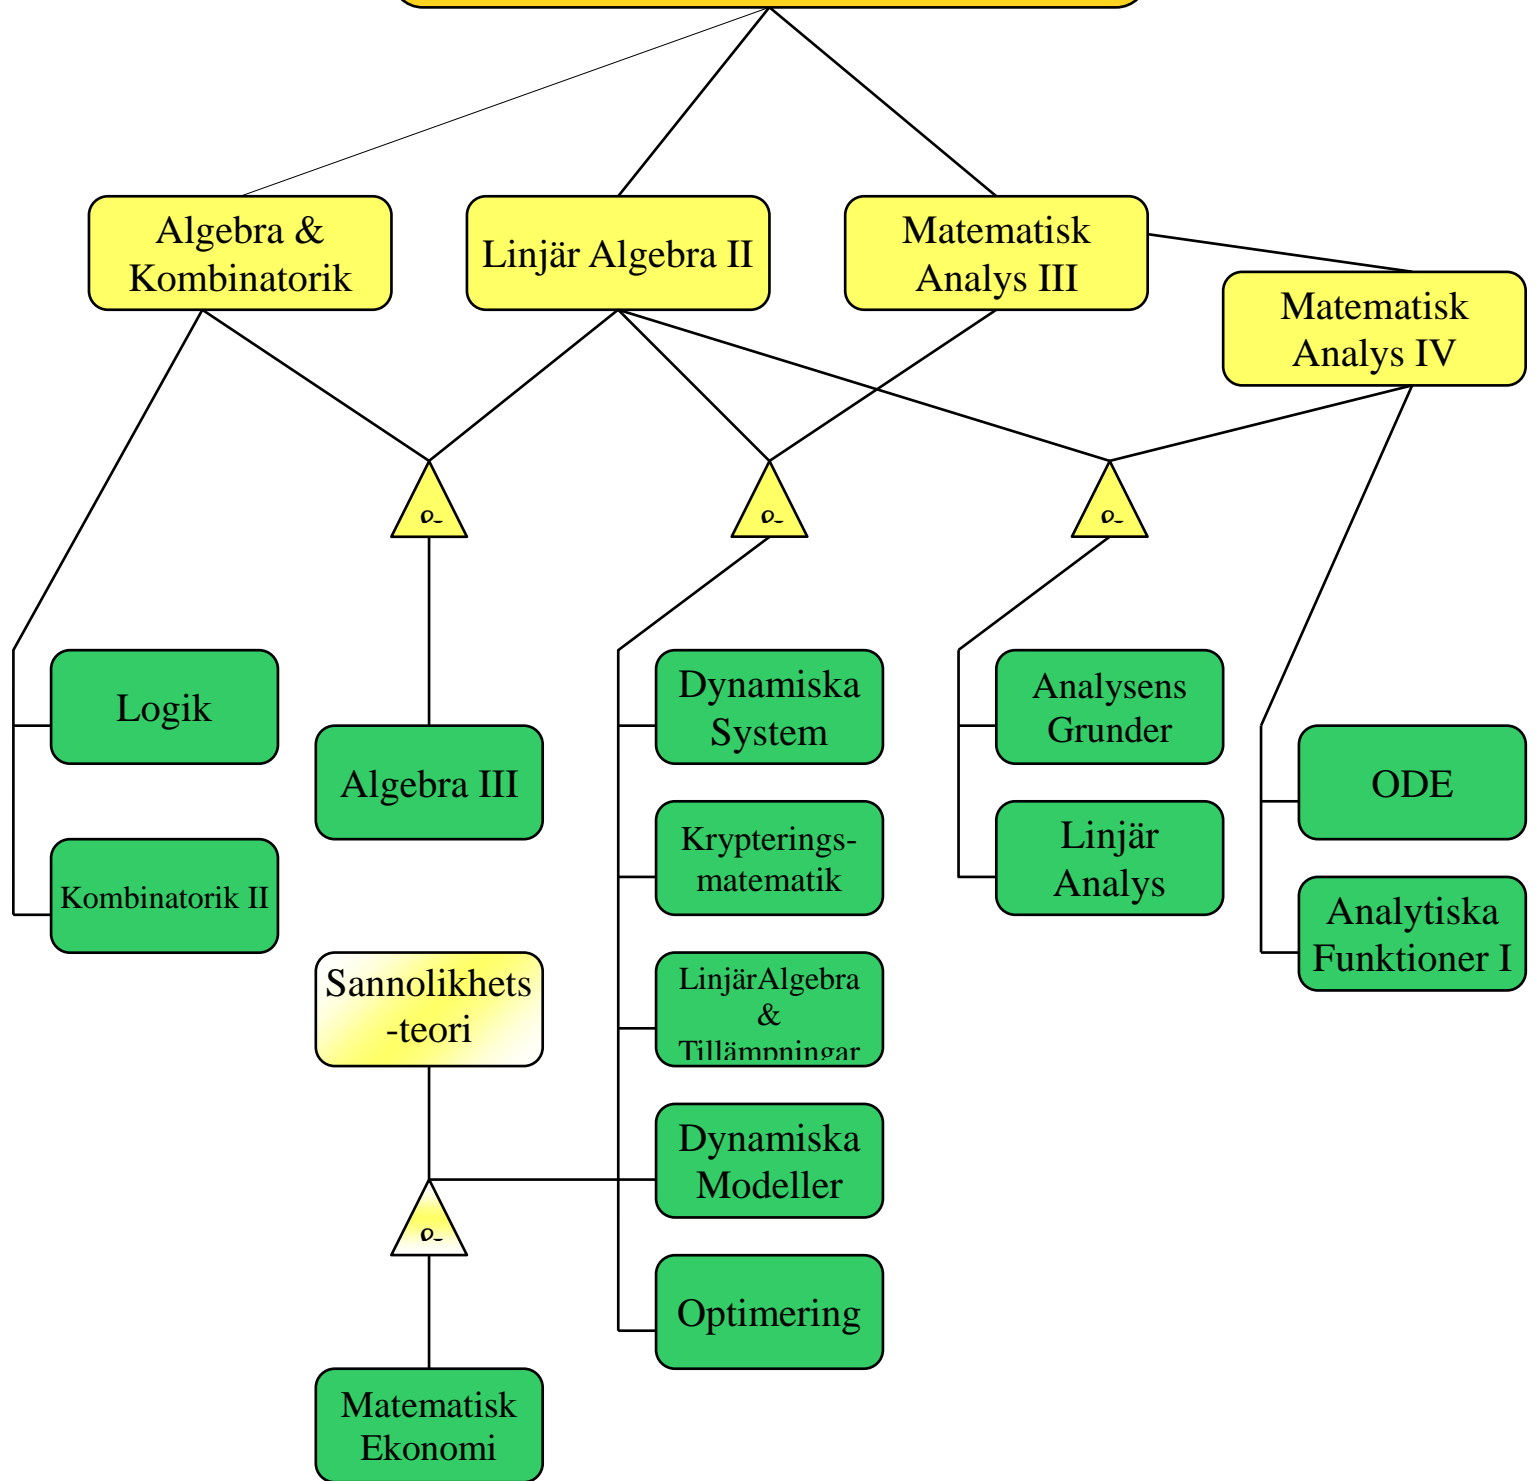 Algebra &
Kombinatorik
Linjär Algebra II
Matematisk
Analys III
Matematisk
Analys IV
Logik
Kombinatorik II
Algebra III
Dynamiska
System
Krypterings-
matematik
LinjärAlgebra
&
Tillämpningar
Dynamiska
Modeller
Optimering
Analysens
Grunder
Linjär
Analys
ODE
Analytiska
Funktioner I
Sannolikhets
-teori
Matematisk
Ekonomi